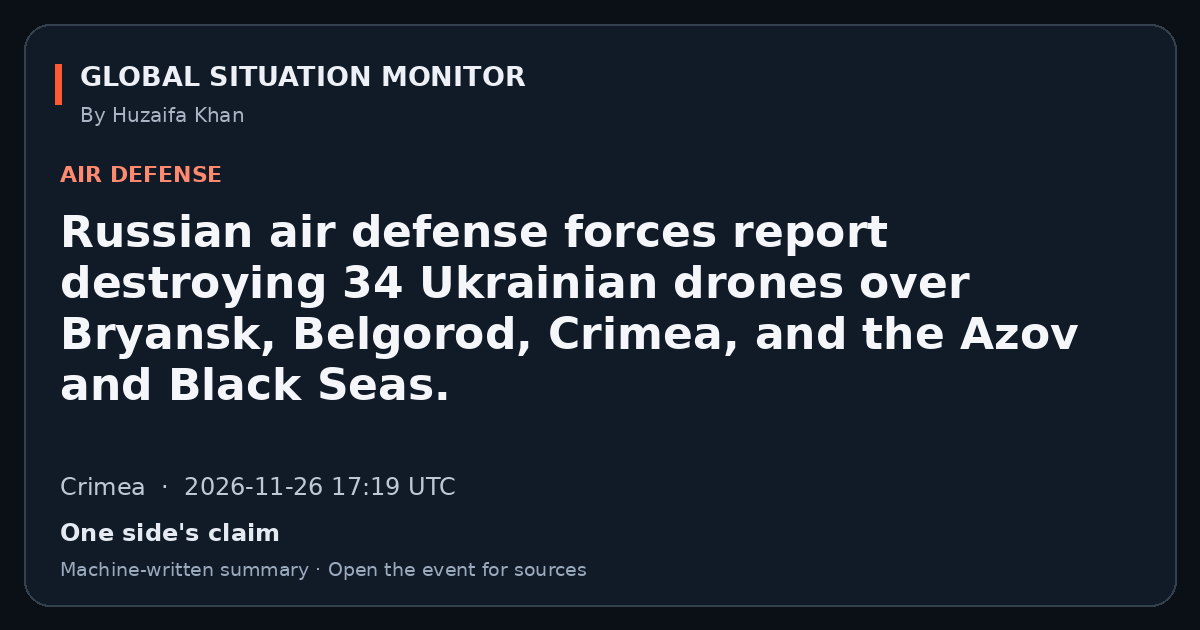 GLOBAL SITUATION MONITOR
By Huzaifa Khan
AIR DEFENSE
Russian air defense forces report
destroying 34 Ukrainian drones over
Bryansk, Belgorod, Crimea, and the Azov
and Black Seas.
Crimea · 2026-11-26 17:19 UTC
One side's claim
Machine-written summary · Open the event for sources